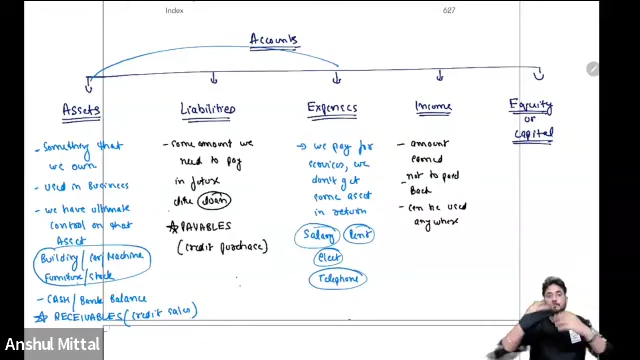 Index
627
Accounts
Assets
Liabilities
Expenses
Income
Equity
or
Capital
- Something that
we own
- used in Business
- we have ultimate
control on that
Asset
Building / Car / Machine
Furniture / Stock
- CASH / Bank Balance
* RECEIVABLES (credit sales)
- some amount we
need to pay
in future
like loan
* PAYABLES
(credit purchase)
→ we pay for
services, we
don't get
some asset
in return
Salary Rent
Elect
Telephone
- amount
earned
- not to paid
Back
- can be used
any where
Anshul Mittal